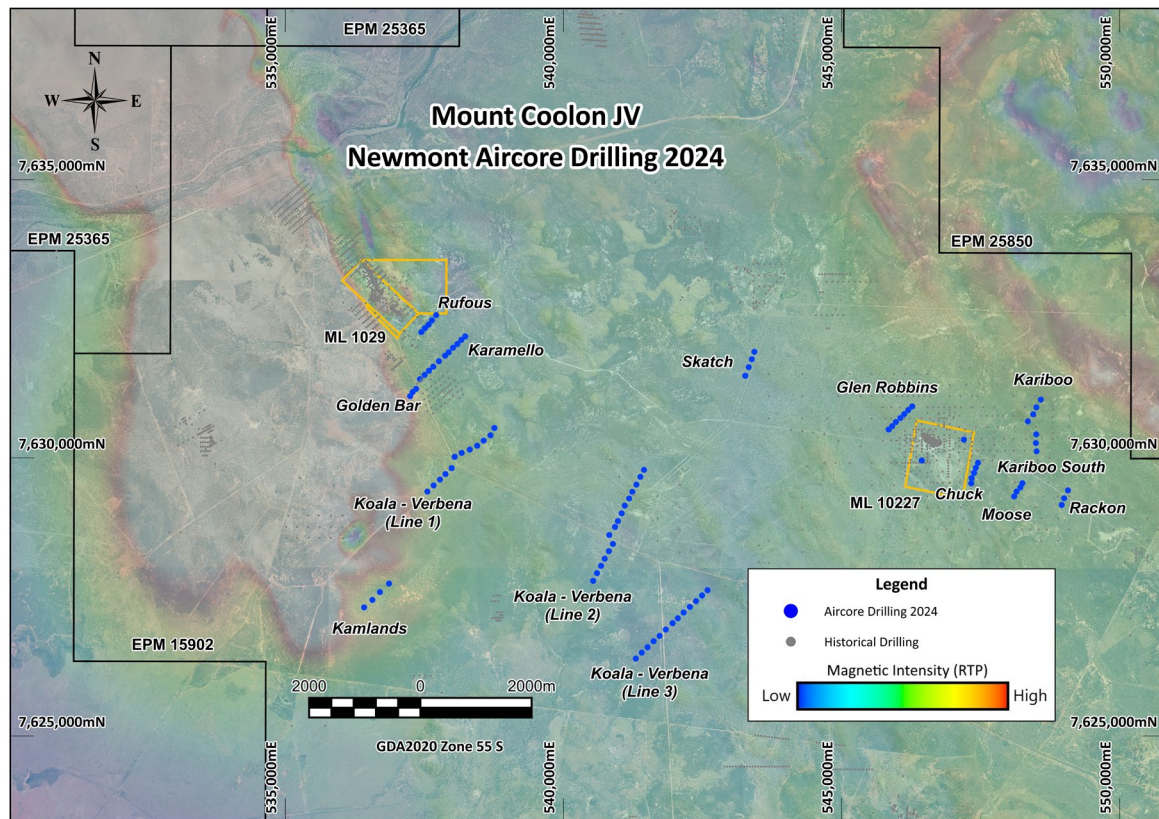 EPM 25365
535,000mE
540,000mE
545,000mE
550,000mE
N
W
E
S
Mount Coolon JV
Newmont Aircore Drilling 2024
7,635,000mN
7,635,000mN
EPM 25365
EPM 25850
Rufous
ML 1029
Karamello
Skatch
Golden Bar
Glen Robbins
Kariboo
7,630,000mN
7,630,000mN
Kariboo South
Koala - Verbena
(Line 1)
ML 10227
Chuck
Moose
Rackon
Koala - Verbena
(Line 2)
Kamlands
EPM 15902
Koala - Verbena
(Line 3)
2000
0
2000m
GDA2020 Zone 55 S
Legend
Aircore Drilling 2024
Historical Drilling
Magnetic Intensity (RTP)
Low
High
7,625,000mN
7,625,000mN
535,000mE
540,000mE
545,000mE
550,000mE